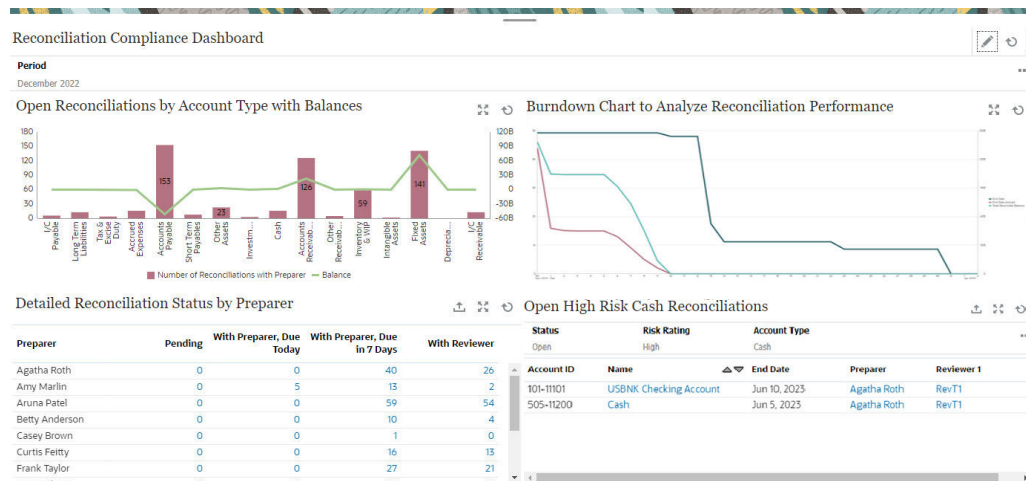 Reconciliation Compliance Dashboard
Period
December 2022
Open Reconciliations by Account Type with Balances
180
150
120
90
60
30
0
120B
90B
60B
30B
0
-30B
-60B
153
23
126
59
141
I/C Payable
Long Term Liabilities
Tax & Excise Duty
Accrued Expenses
Accounts Payable
Short Term Payables
Other Assets
Investm...
Cash
Accounts Receivab...
Other Receivab...
Inventory & WIP
Intangible Assets
Fixed Assets
Deprecia...
I/C Receivable
Number of Reconciliations with Preparer
Balance
Burndown Chart to Analyze Reconciliation Performance
Detailed Reconciliation Status by Preparer
Preparer Pending With Preparer, Due Today With Preparer, Due in 7 Days With Reviewer
Agatha Roth 0 0 40 26
Amy Marlin 0 5 13 2
Aruna Patel 0 0 59 54
Betty Anderson 0 0 10 4
Casey Brown 0 0 1 0
Curtis Feitty 0 0 16 13
Frank Taylor 0 0 27 21
Open High Risk Cash Reconciliations
Status Risk Rating Account Type
Open High Cash
Account ID Name End Date Preparer Reviewer 1
101-11101 USBNK Checking Account Jun 10, 2023 Agatha Roth RevT1
505-11200 Cash Jun 5, 2023 Agatha Roth RevT1